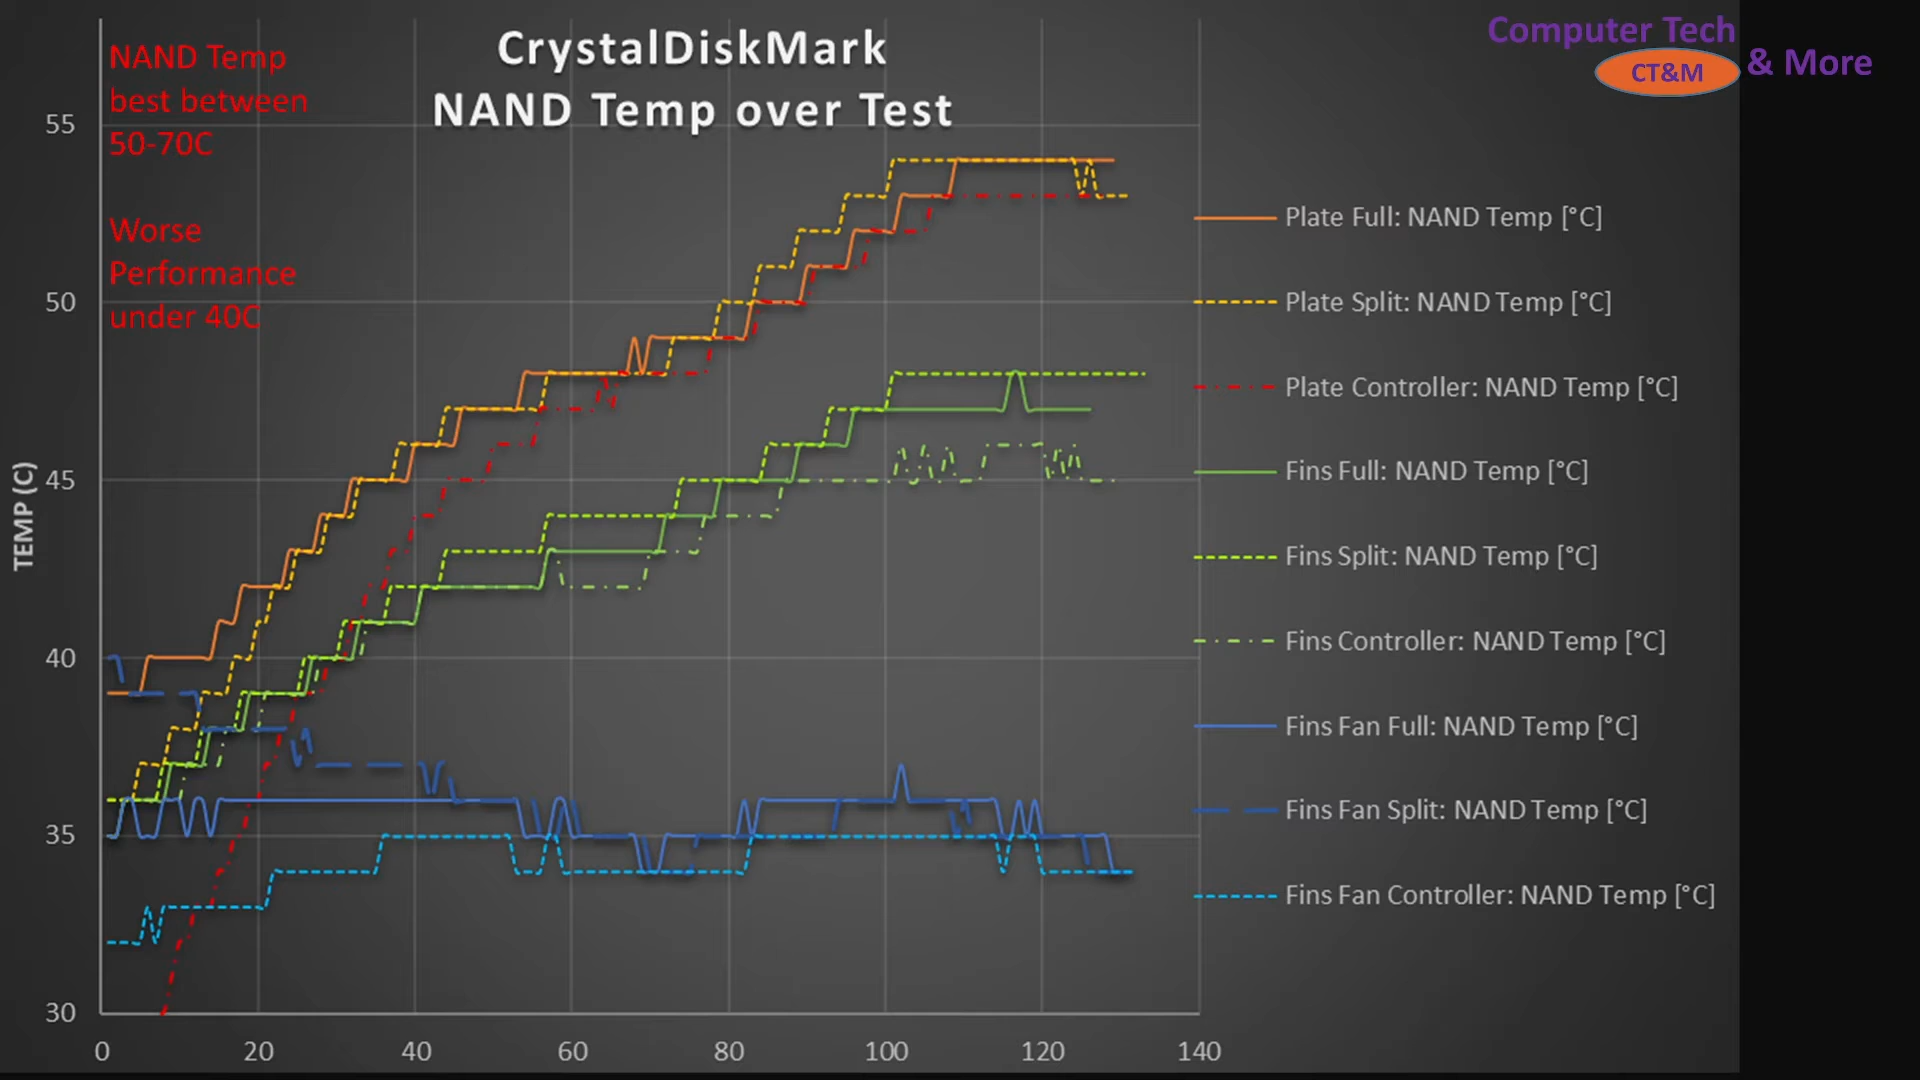 Computer Tech
CT&M
& More
CrystalDiskMark
NAND Temp over Test
NAND Temp
best between
50-70C
Worse
Performance
under 40C
TEMP (C)
55
50
45
40
35
30
0 20 40 60 80 100 120 140
Plate Full: NAND Temp [°C]
Plate Split: NAND Temp [°C]
Plate Controller: NAND Temp [°C]
Fins Full: NAND Temp [°C]
Fins Split: NAND Temp [°C]
Fins Controller: NAND Temp [°C]
Fins Fan Full: NAND Temp [°C]
Fins Fan Split: NAND Temp [°C]
Fins Fan Controller: NAND Temp [°C]